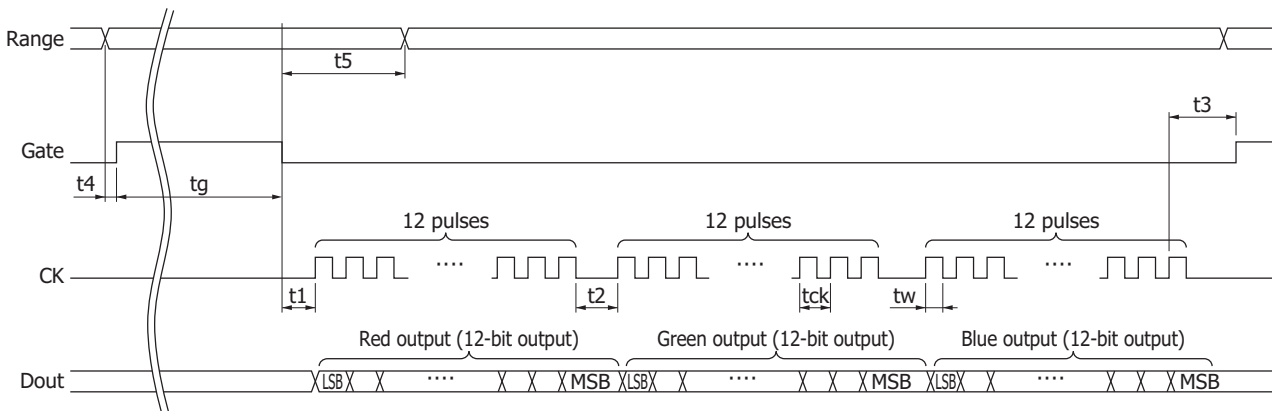 Range
t5
t3
Gate
t4
tg
12 pulses
12 pulses
12 pulses
CK
....
....
....
t1
t2
tck
tw
Red output (12-bit output)
Green output (12-bit output)
Blue output (12-bit output)
Dout
LSB
....
MSB
LSB
....
MSB
LSB
....
MSB